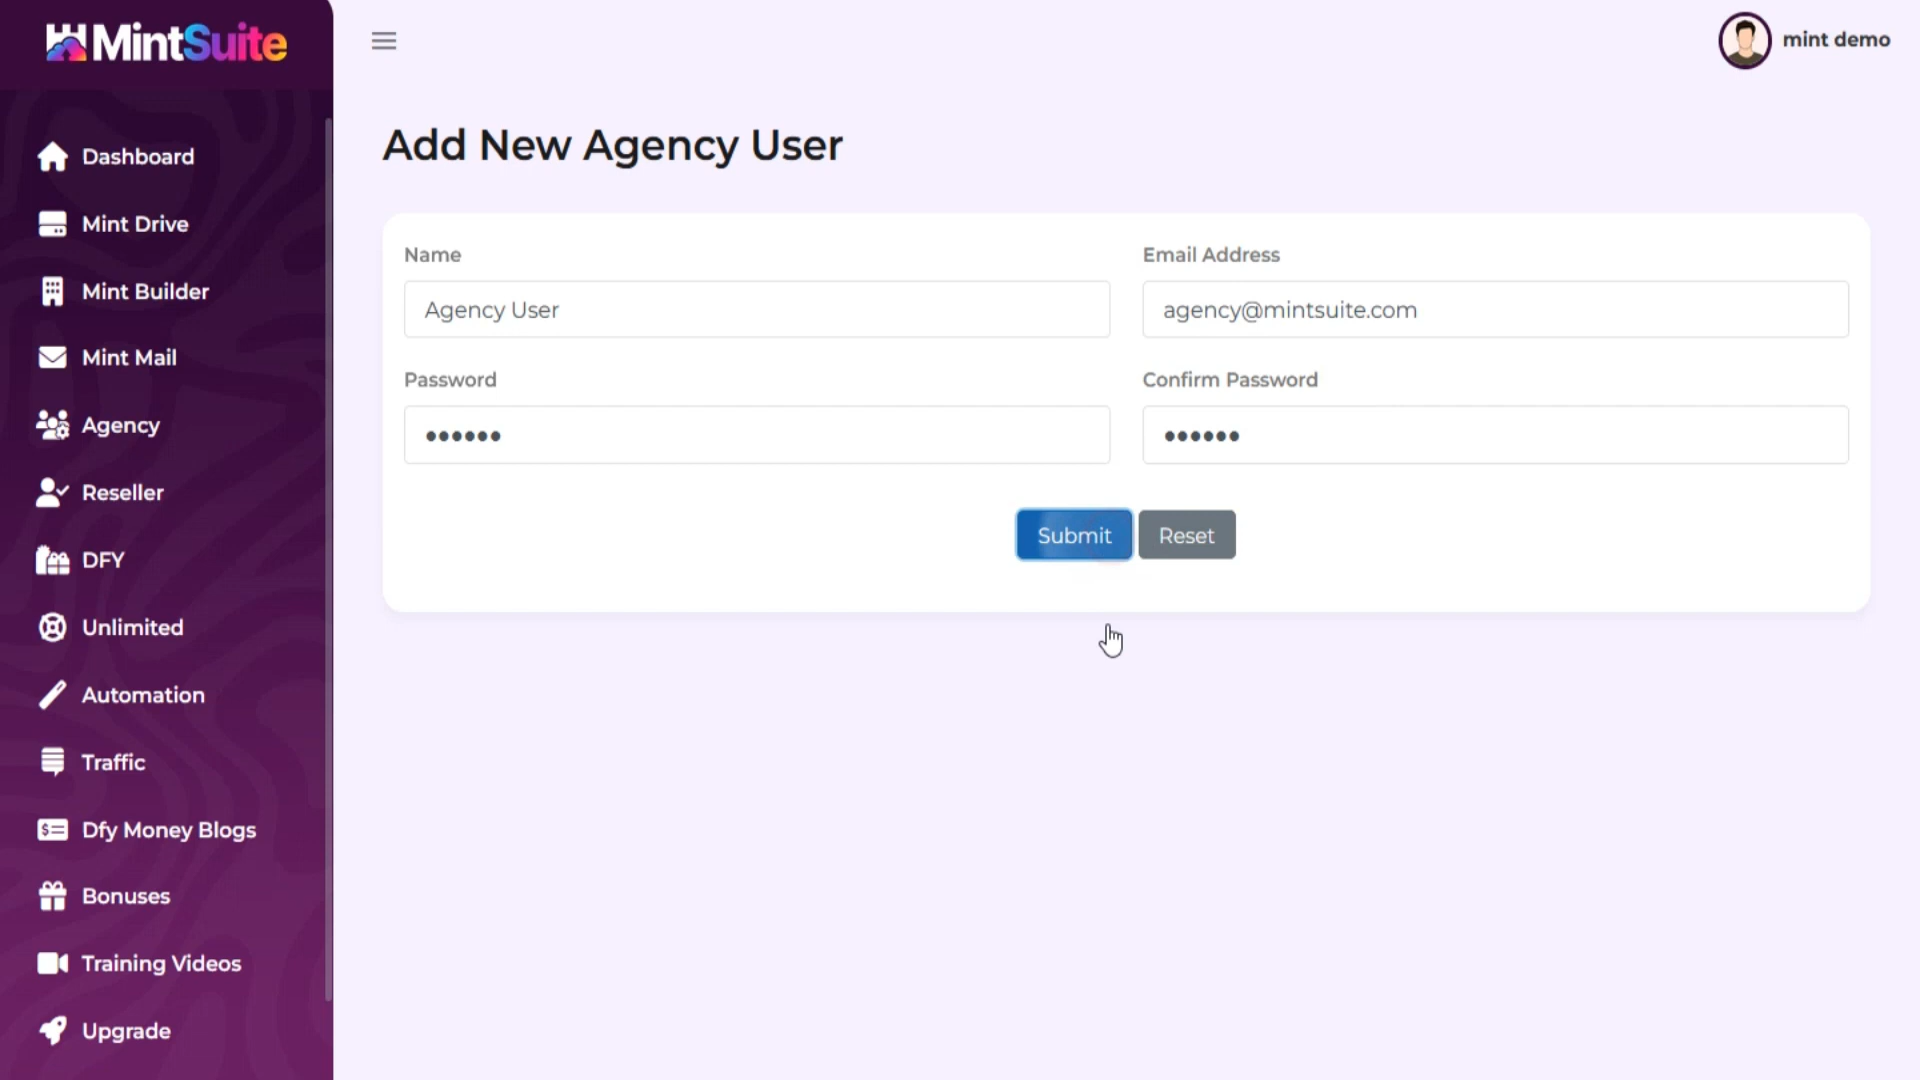 MintSuite
mint demo
Dashboard
Mint Drive
Mint Builder
Mint Mail
Agency
Reseller
DFY
Unlimited
Automation
Traffic
Dfy Money Blogs
Bonuses
Training Videos
Upgrade
Add New Agency User
Name
Agency User
Email Address
agency@mintsuite.com
Password
••••••
Confirm Password
••••••
Submit
Reset